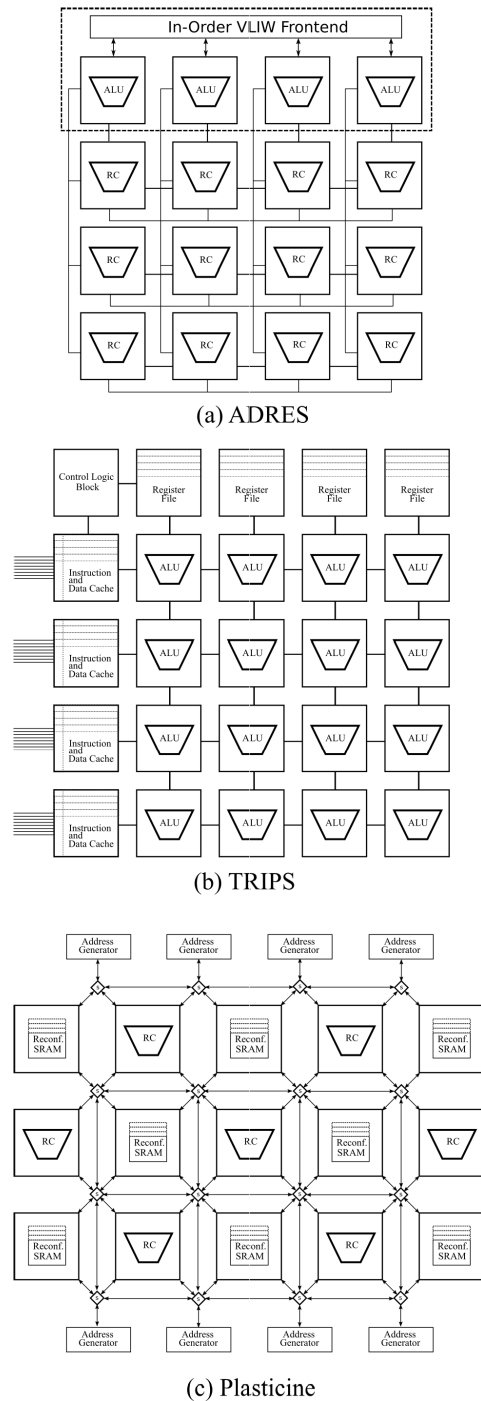 In-Order VLIW Frontend
ALU ALU ALU ALU
RC RC RC RC
RC RC RC RC
RC RC RC RC
(a) ADRES
Control Logic
Block
Register
File
Register
File
Register
File
Register
File
Instruction
and
Data Cache
ALU ALU ALU ALU
Instruction
and
Data Cache
ALU ALU ALU ALU
Instruction
and
Data Cache
ALU ALU ALU ALU
Instruction
and
Data Cache
ALU ALU ALU ALU
(b) TRIPS
Address
Generator
Address
Generator
Address
Generator
Address
Generator
S S S S
Reconf.
SRAM
RC
Reconf.
SRAM
RC
Reconf.
SRAM
S S S S
RC
Reconf.
SRAM
RC
Reconf.
SRAM
RC
S S S S
Reconf.
SRAM
RC
Reconf.
SRAM
RC
Reconf.
SRAM
S S S S
Address
Generator
Address
Generator
Address
Generator
Address
Generator
(c) Plasticine